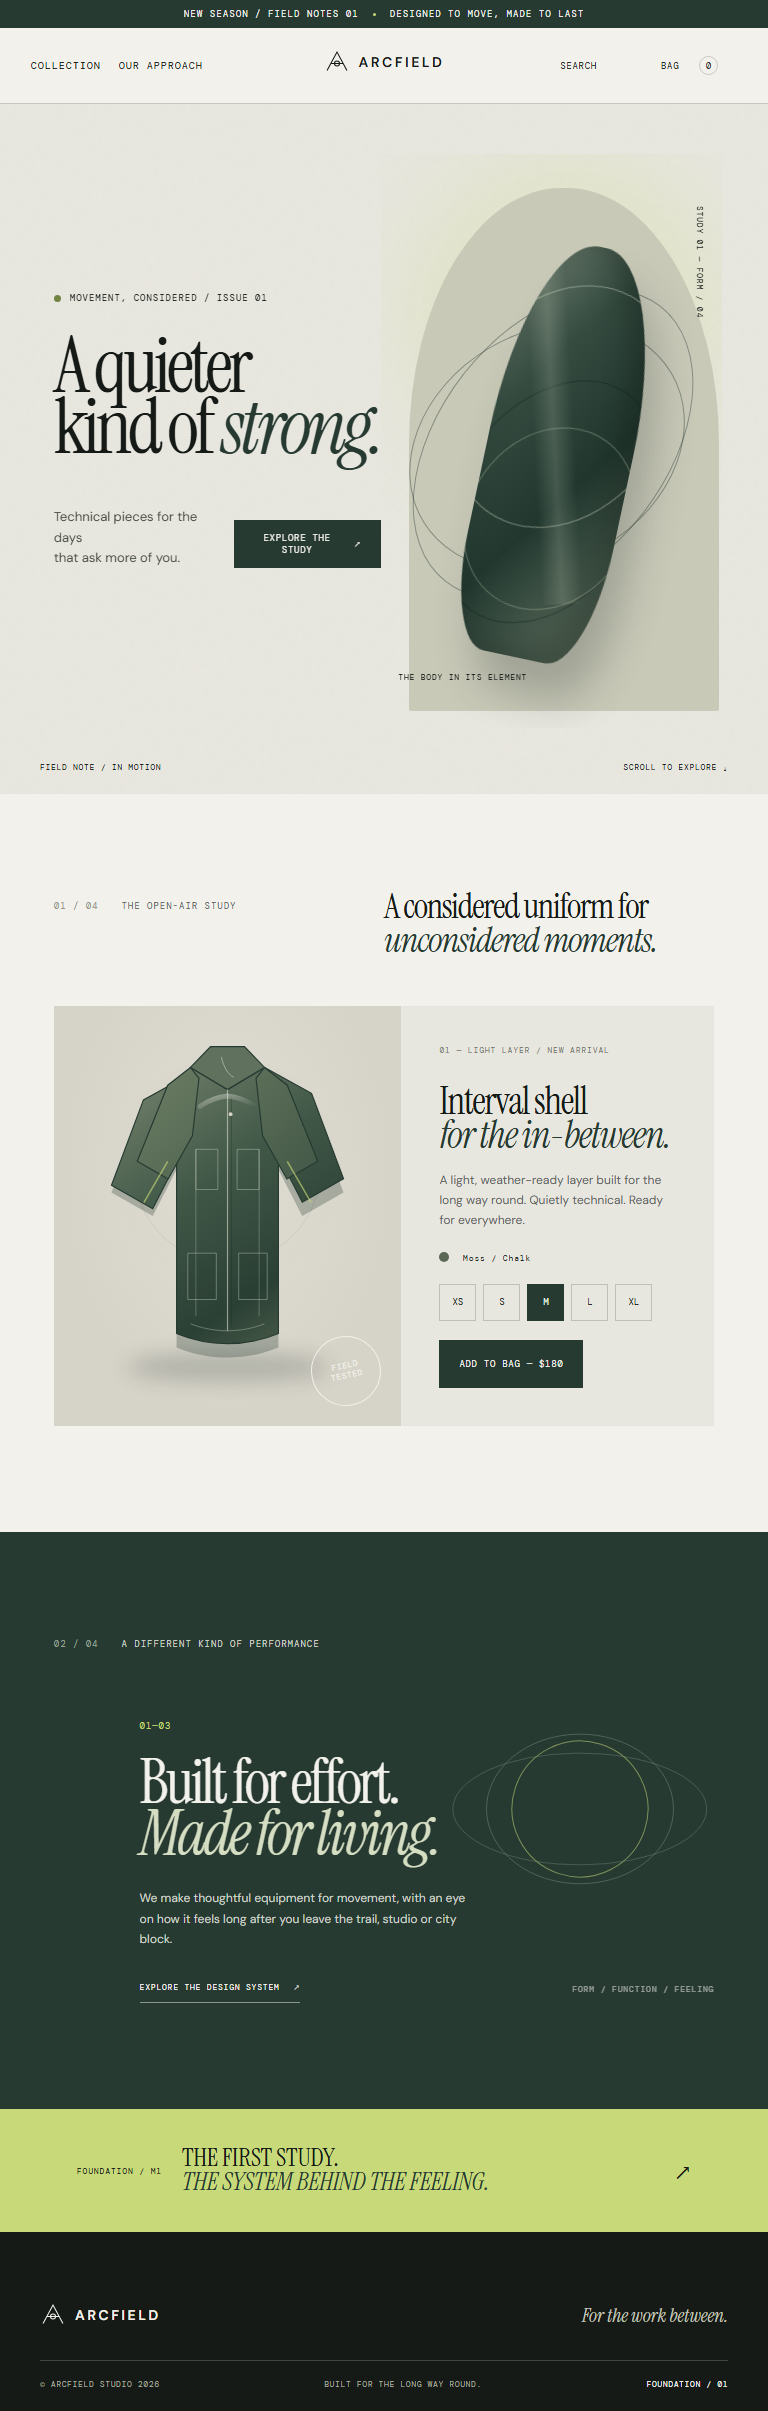 NEW SEASON / FIELD NOTES 01 • DESIGNED TO MOVE, MADE TO LAST
COLLECTION OUR APPROACH
ARCFIELD
SEARCH
BAG 0
STUDY 01 — FORM / 04
MOVEMENT, CONSIDERED / ISSUE 01
A quieter
kind of strong.
Technical pieces for the
days
that ask more of you.
EXPLORE THE
STUDY ↗
THE BODY IN ITS ELEMENT
FIELD NOTE / IN MOTION
SCROLL TO EXPLORE ↓
01 / 04 THE OPEN-AIR STUDY
A considered uniform for
unconsidered moments.
FIELD
TESTED
01 — LIGHT LAYER / NEW ARRIVAL
Interval shell
for the in-between.
A light, weather-ready layer built for the
long way round. Quietly technical. Ready
for everywhere.
Moss / Chalk
XS S M L XL
ADD TO BAG — $180
02 / 04 A DIFFERENT KIND OF PERFORMANCE
01—03
Built for effort.
Made for living.
We make thoughtful equipment for movement, with an eye
on how it feels long after you leave the trail, studio or city
block.
EXPLORE THE DESIGN SYSTEM ↗
FORM / FUNCTION / FEELING
FOUNDATION / M1
THE FIRST STUDY.
THE SYSTEM BEHIND THE FEELING.
↗
ARCFIELD
For the work between.
© ARCFIELD STUDIO 2026
BUILT FOR THE LONG WAY ROUND.
FOUNDATION / 01